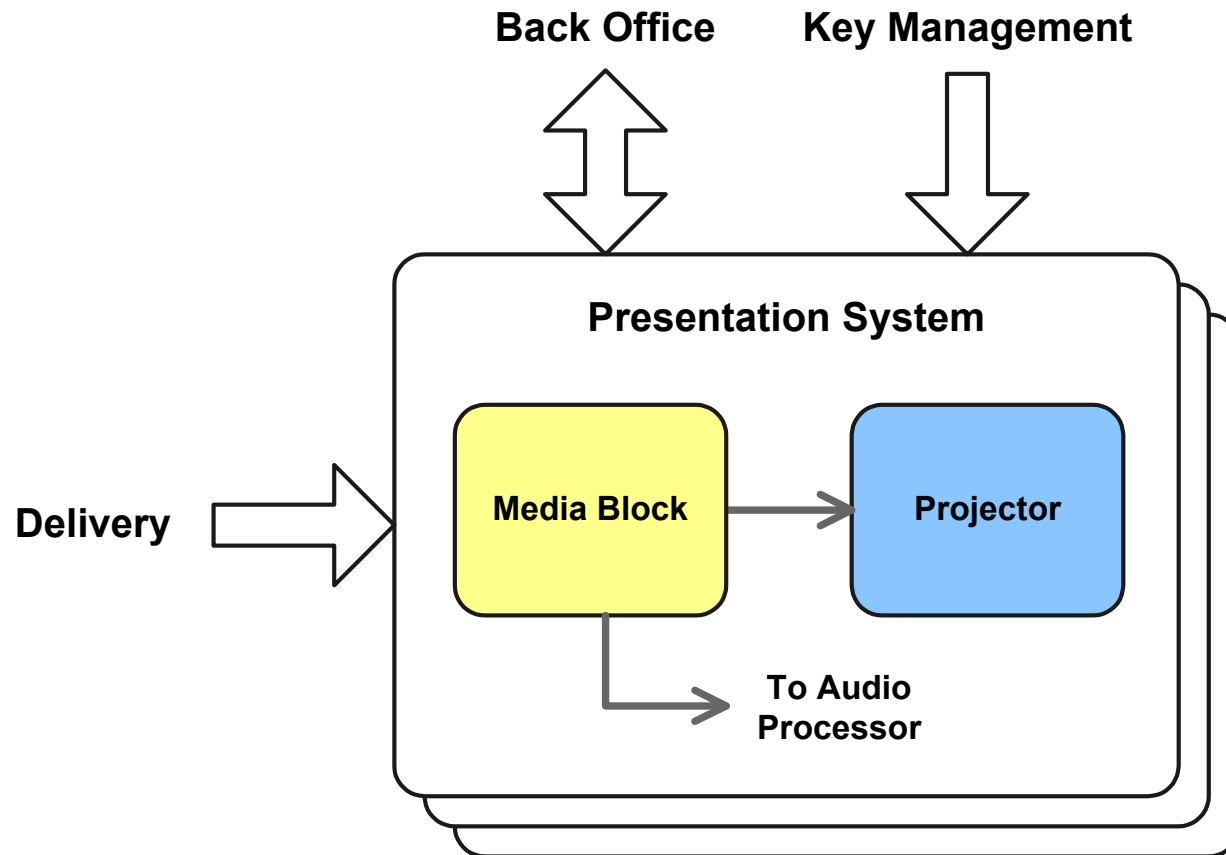 Back Office
Key Management
Presentation System
Media Block
Projector
Delivery
To Audio
Processor